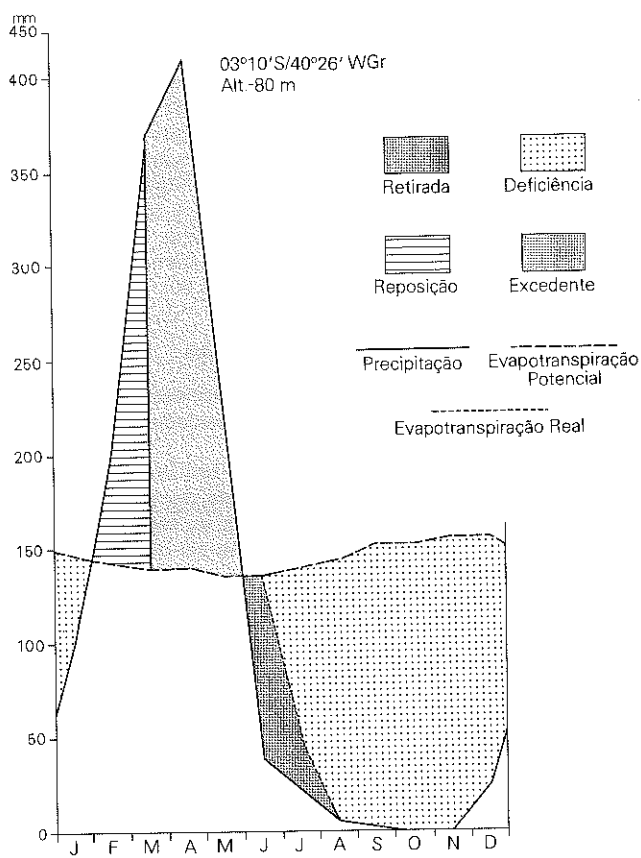 mm
450
400
350
300
250
200
150
100
50
0
03°10'S/40°26' WGr
Alt.-80 m
Retirada
Deficiência
Reposição
Excedente
Precipitação
Evapotranspiração
Potencial
Evapotranspiração Real
J F M A M J J A S O N D